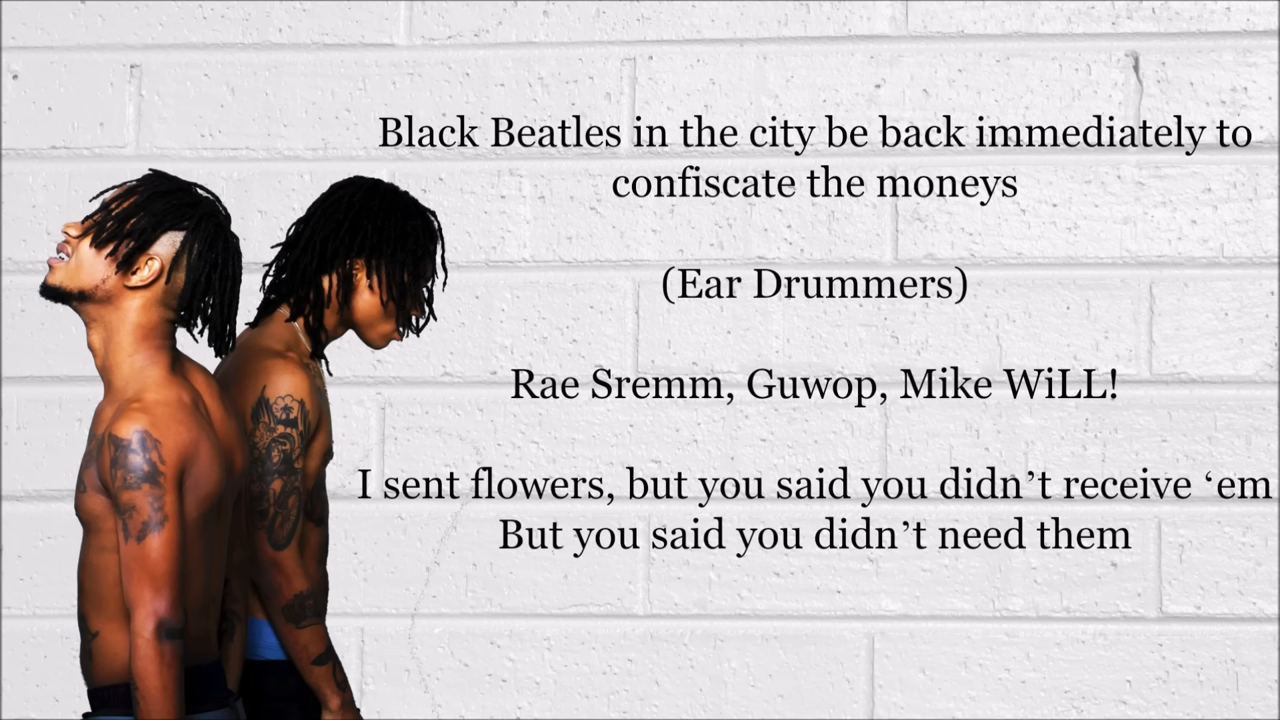 Black Beatles in the city be back immediately to
confiscate the moneys
(Ear Drummers)
Rae Sremm, Guwop, Mike WiLL!
I sent flowers, but you said you didn’t receive ‘em
But you said you didn’t need them